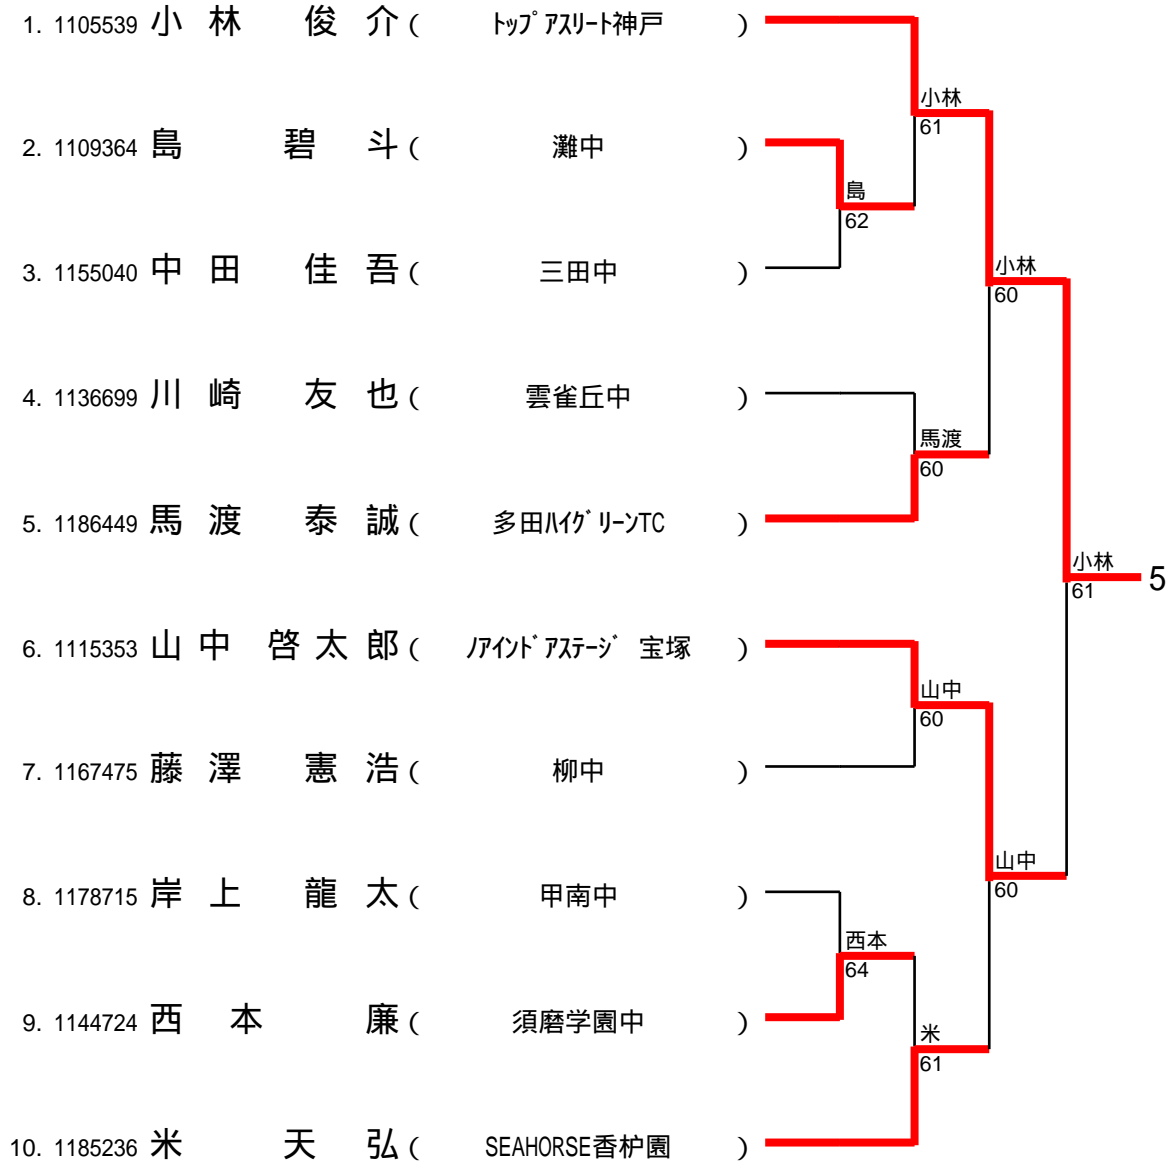 1. 1105539 小林 俊介 ( トップアスリート神戸 )
小林
61
2. 1109364 島 碧斗 ( 灘中 )
島
62
3. 1155040 中田 佳吾 ( 三田中 )
小林
60
4. 1136699 川崎 友也 ( 雲雀丘中 )
馬渡
60
5. 1186449 馬渡 泰誠 ( 多田ハイグリーンTC )
小林
61
5
6. 1115353 山中 啓太郎 ( ノアインドアステージ 宝塚 )
山中
60
7. 1167475 藤澤 憲浩 ( 柳中 )
山中
60
8. 1178715 岸上 龍太 ( 甲南中 )
西本
64
9. 1144724 西本 廉 ( 須磨学園中 )
米
61
10. 1185236 米 天弘 ( SEAHORSE香枦園 )